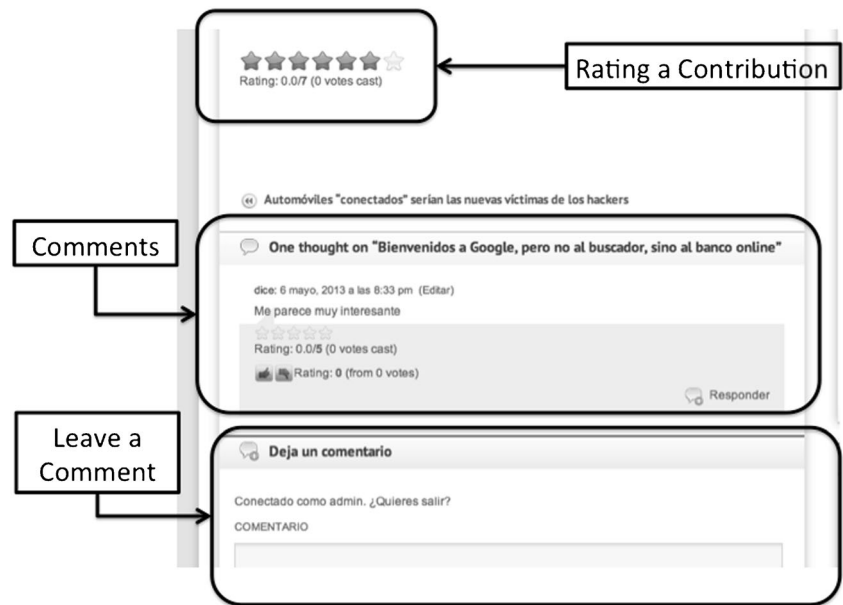 Rating: 0.0/7 (0 votes cast)
Rating a Contribution
Automóviles "conectados" serían las nuevas víctimas de los hackers
Comments
One thought on "Bienvenidos a Google, pero no al buscador, sino al banco online"
dice: 6 mayo, 2013 a las 8:33 pm (Editar)
Me parece muy interesante
Rating: 0.0/5 (0 votes cast)
Rating: 0 (from 0 votes)
Responder
Leave a
Comment
Deja un comentario
Conectado como admin. ¿Quieres salir?
COMENTARIO